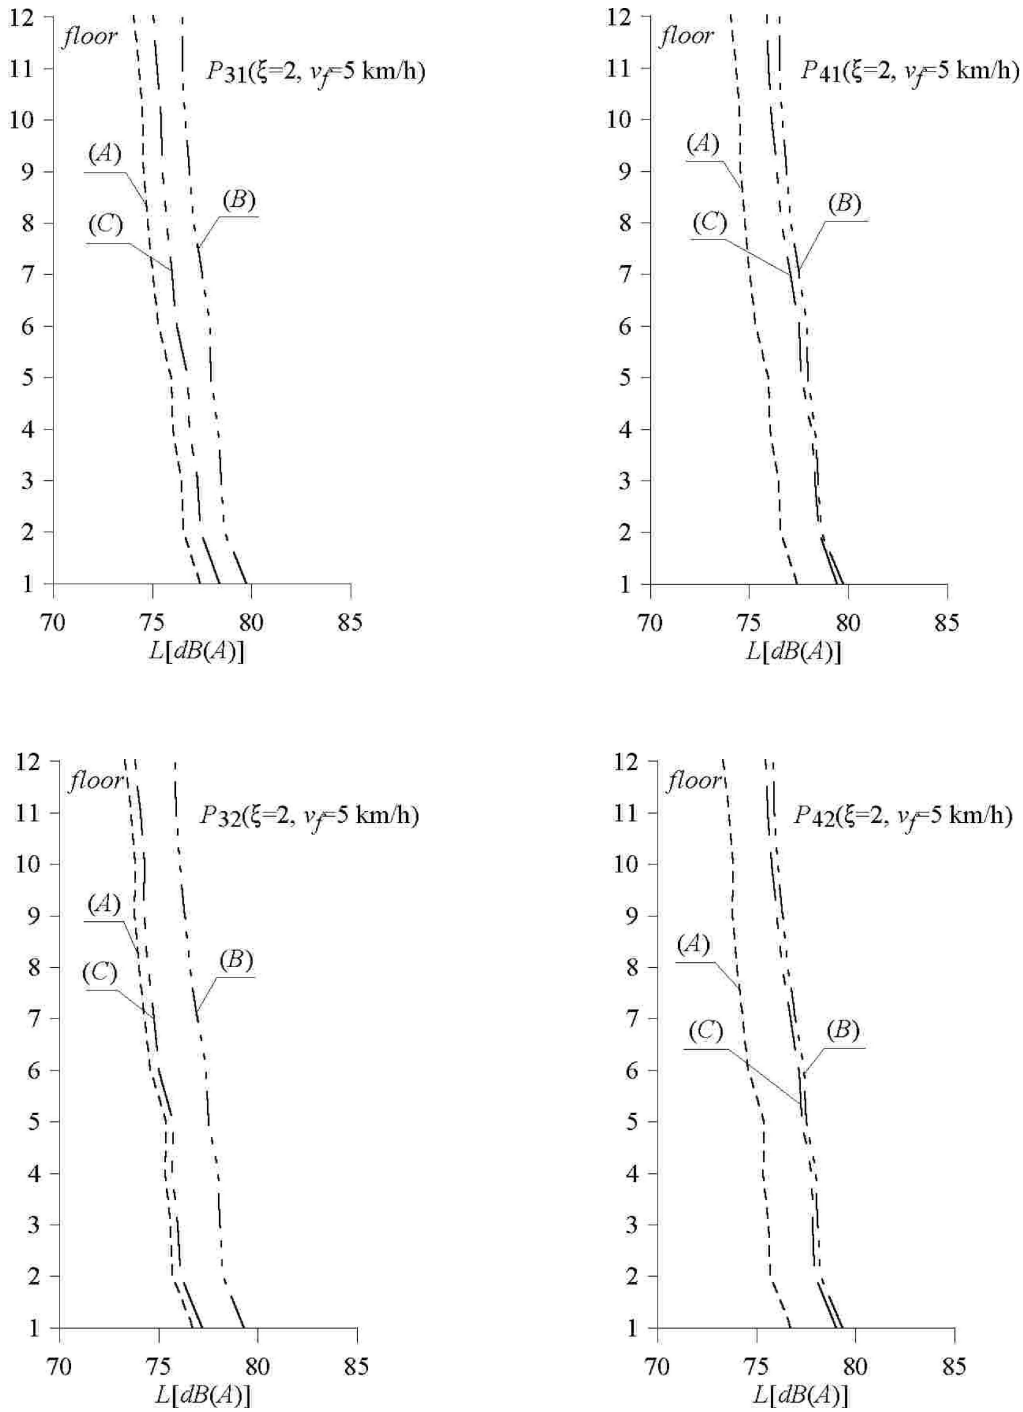 12
floor
P31(ξ=2, vf=5 km/h)
11
10
(A)
9
(B)
(C)
8
7
6
5
4
3
2
1
70 75 80 85
L[dB(A)]
12
floor
P41(ξ=2, vf=5 km/h)
11
10
(A)
9
(C)
(B)
8
7
6
5
4
3
2
1
70 75 80 85
L[dB(A)]
12
floor
P32(ξ=2, vf=5 km/h)
11
10
(A)
9
(C)
(B)
8
7
6
5
4
3
2
1
70 75 80 85
L[dB(A)]
12
floor
P42(ξ=2, vf=5 km/h)
11
10
9
(A)
8
7
(C)
(B)
6
5
4
3
2
1
70 75 80 85
L[dB(A)]